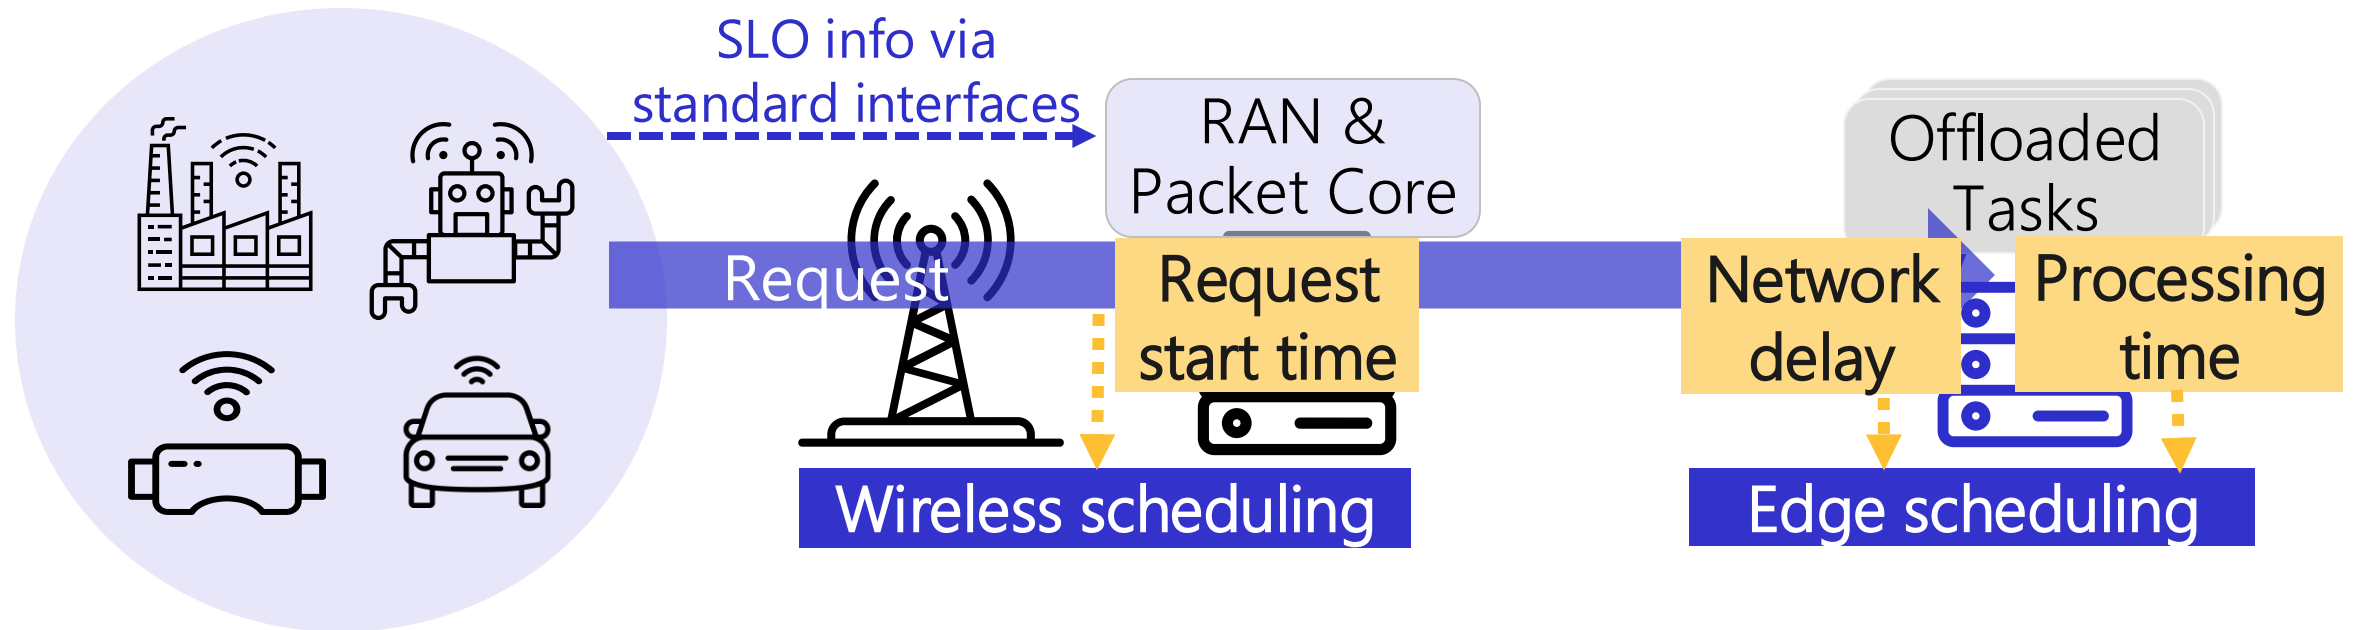 SLO info via
standard interfaces
RAN &
Packet Core
Offloaded
Tasks
Request
Request
start time
Network
delay
Processing
time
Wireless scheduling
Edge scheduling